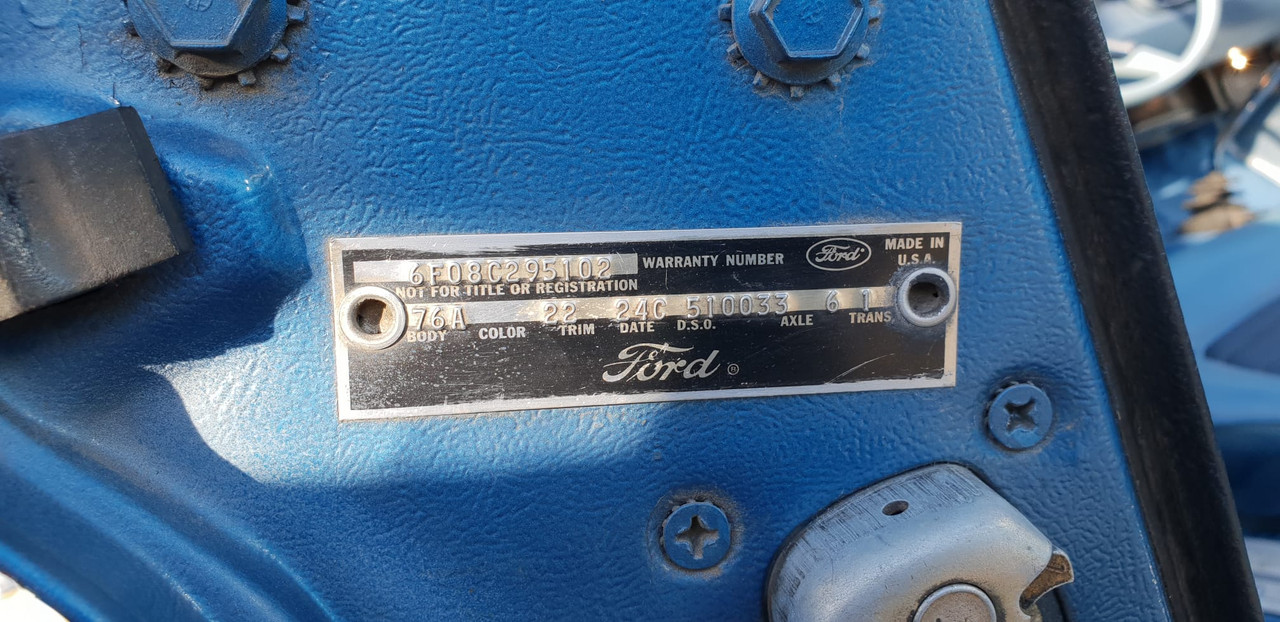 6F08C295102 WARRANTY NUMBER Ford MADE IN
U.S.A.
NOT FOR TITLE OR REGISTRATION
76A 22 24C 510033 6 1
BODY COLOR TRIM DATE D.S.O. AXLE TRANS
Ford ®